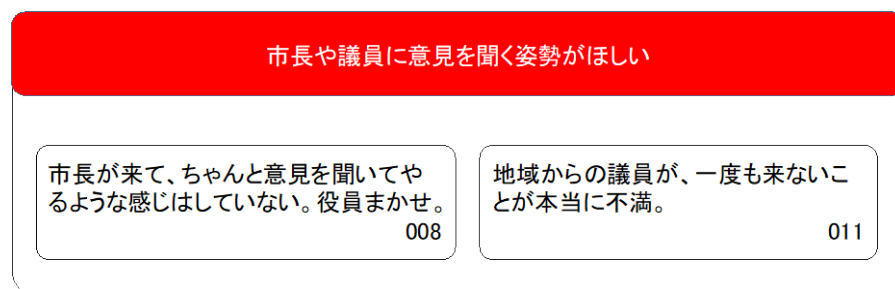 市長や議員に意見を聞く姿勢がほしい
市長が来て、ちゃんと意見を聞いてや
るような感じはしていない。役員まかせ。
008
地域からの議員が、一度も来ないこ
とが本当に不満。
011